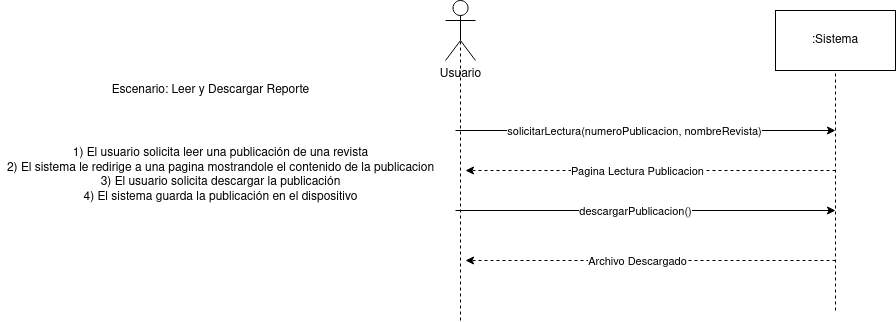 :Sistema
Usuario
Escenario: Leer y Descargar Reporte
1) El usuario solicita leer una publicación de una revista
2) El sistema le redirige a una pagina mostrandole el contenido de la publicacion
3) El usuario solicita descargar la publicación
4) El sistema guarda la publicación en el dispositivo
solicitarLectura(numeroPublicacion, nombreRevista)
Pagina Lectura Publicacion
descargarPublicacion()
Archivo Descargado